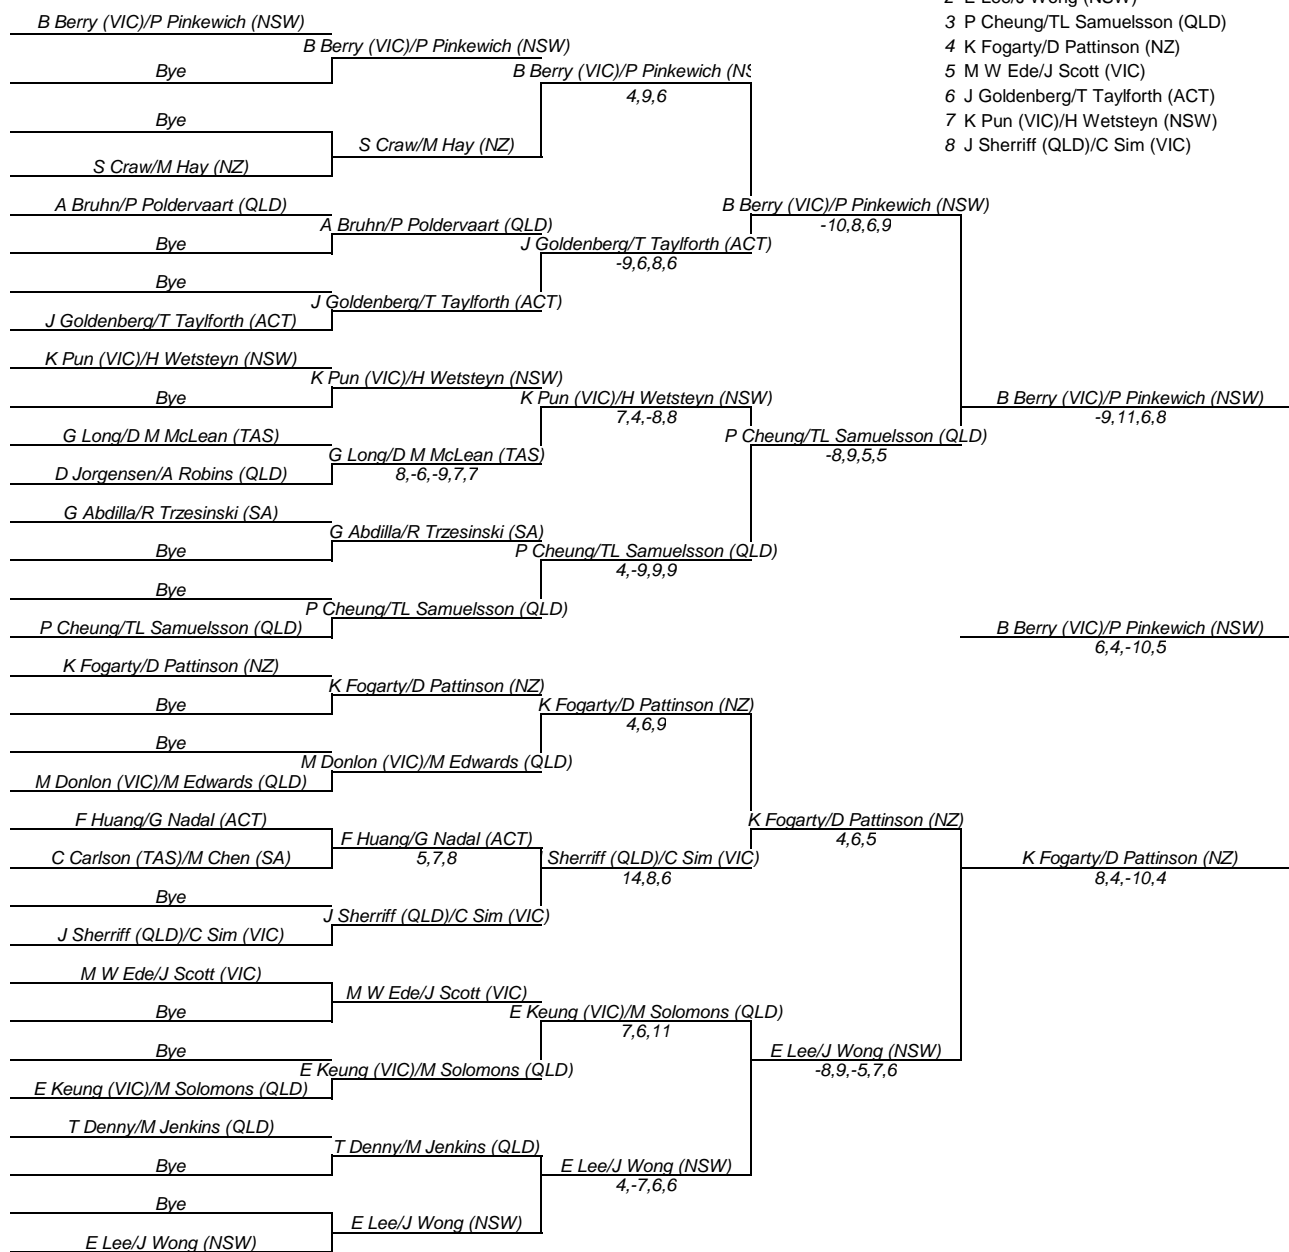 2 E Lee/J Wong (NSW)
3 P Cheung/TL Samuelsson (QLD)
4 K Fogarty/D Pattinson (NZ)
5 M W Ede/J Scott (VIC)
6 J Goldenberg/T Taylforth (ACT)
7 K Pun (VIC)/H Wetsteyn (NSW)
8 J Sherriff (QLD)/C Sim (VIC)
B Berry (VIC)/P Pinkewich (NSW)
Bye
Bye
S Craw/M Hay (NZ)
A Bruhn/P Poldervaart (QLD)
Bye
Bye
J Goldenberg/T Taylforth (ACT)
K Pun (VIC)/H Wetsteyn (NSW)
Bye
G Long/D M McLean (TAS)
D Jorgensen/A Robins (QLD)
G Abdilla/R Trzesinski (SA)
Bye
Bye
P Cheung/TL Samuelsson (QLD)
K Fogarty/D Pattinson (NZ)
Bye
Bye
M Donlon (VIC)/M Edwards (QLD)
F Huang/G Nadal (ACT)
C Carlson (TAS)/M Chen (SA)
Bye
J Sherriff (QLD)/C Sim (VIC)
M W Ede/J Scott (VIC)
Bye
Bye
E Keung (VIC)/M Solomons (QLD)
T Denny/M Jenkins (QLD)
Bye
Bye
E Lee/J Wong (NSW)
B Berry (VIC)/P Pinkewich (NSW)
S Craw/M Hay (NZ)
A Bruhn/P Poldervaart (QLD)
J Goldenberg/T Taylforth (ACT)
K Pun (VIC)/H Wetsteyn (NSW)
G Long/D M McLean (TAS)
8,-6,-9,7,7
G Abdilla/R Trzesinski (SA)
P Cheung/TL Samuelsson (QLD)
K Fogarty/D Pattinson (NZ)
M Donlon (VIC)/M Edwards (QLD)
F Huang/G Nadal (ACT)
5,7,8
J Sherriff (QLD)/C Sim (VIC)
M W Ede/J Scott (VIC)
E Keung (VIC)/M Solomons (QLD)
T Denny/M Jenkins (QLD)
E Lee/J Wong (NSW)
B Berry (VIC)/P Pinkewich (NS
4,9,6
J Goldenberg/T Taylforth (ACT)
-9,6,8,6
K Pun (VIC)/H Wetsteyn (NSW)
7,4,-8,8
P Cheung/TL Samuelsson (QLD)
4,-9,9,9
K Fogarty/D Pattinson (NZ)
4,6,9
Sherriff (QLD)/C Sim (VIC)
14,8,6
E Keung (VIC)/M Solomons (QLD)
7,6,11
E Lee/J Wong (NSW)
4,-7,6,6
B Berry (VIC)/P Pinkewich (NSW)
-10,8,6,9
P Cheung/TL Samuelsson (QLD)
-8,9,5,5
K Fogarty/D Pattinson (NZ)
4,6,5
E Lee/J Wong (NSW)
-8,9,-5,7,6
B Berry (VIC)/P Pinkewich (NSW)
-9,11,6,8
B Berry (VIC)/P Pinkewich (NSW)
6,4,-10,5
K Fogarty/D Pattinson (NZ)
8,4,-10,4